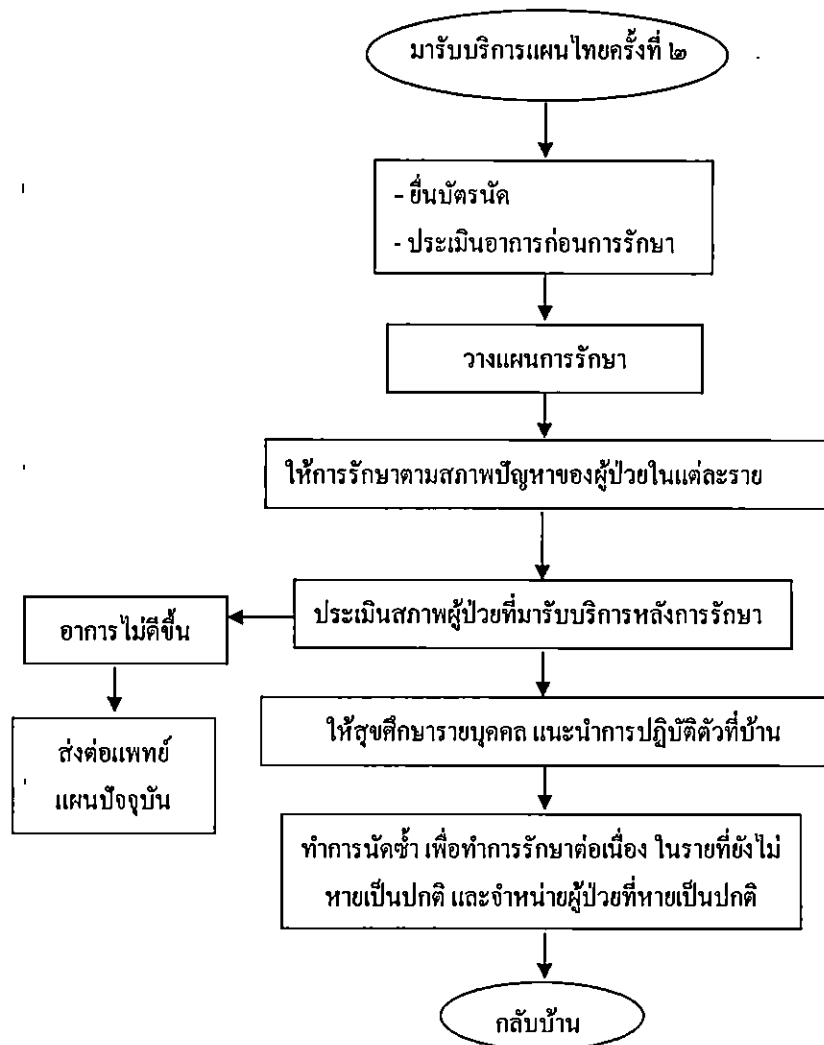 มารับบริการแผนไทยครั้งที่ ๒
- ยื่นบัตรนัด
- ประเมินอาการก่อนการรักษา
วางแผนการรักษา
ให้การรักษาตามสภาพปัญหาของผู้ป่วยในแต่ละราย
ประเมินสภาพผู้ป่วยที่มารับบริการหลังการรักษา
อาการไม่ดีขึ้น
ส่งต่อแพทย์
แผนปัจจุบัน
ให้สุขศึกษารายบุคคล แนะนำการปฏิบัติตัวที่บ้าน
ทำการนัดซ้ำ เพื่อทำการรักษาต่อเนื่อง ในรายที่ยังไม่
หายเป็นปกติ และจำหน่ายผู้ป่วยที่หายเป็นปกติ
กลับบ้าน